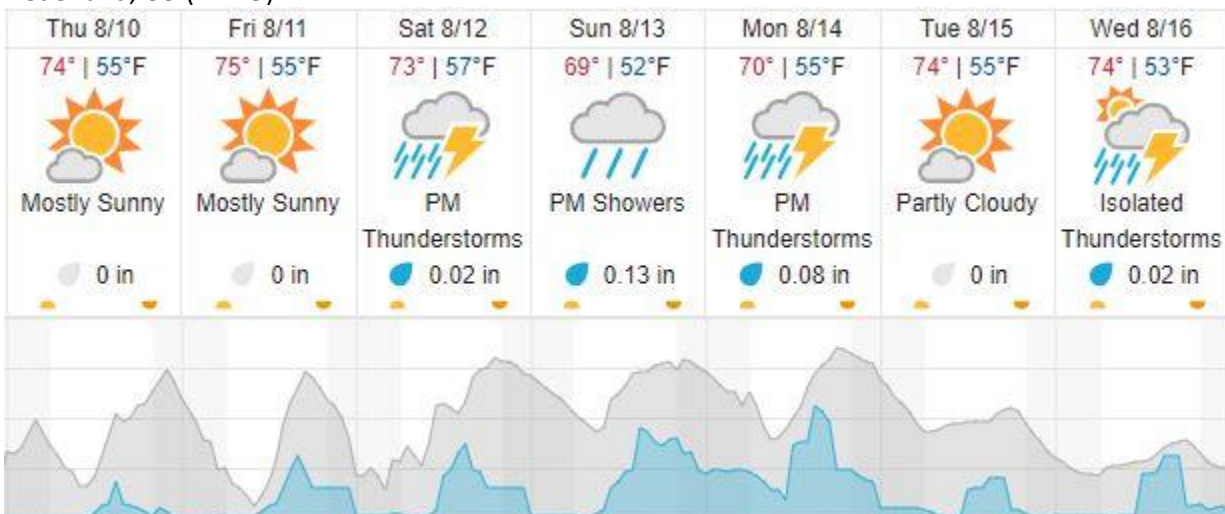 Thu 8/10 Fri 8/11 Sat 8/12 Sun 8/13 Mon 8/14 Tue 8/15 Wed 8/16
74° | 55°F 75° | 55°F 73° | 57°F 69° | 52°F 70° | 55°F 74° | 55°F 74° | 53°F
Mostly Sunny Mostly Sunny PM PM Showers PM Partly Cloudy Isolated
Thunderstorms Thunderstorms Thunderstorms
0 in 0 in 0.02 in 0.13 in 0.08 in 0 in 0.02 in